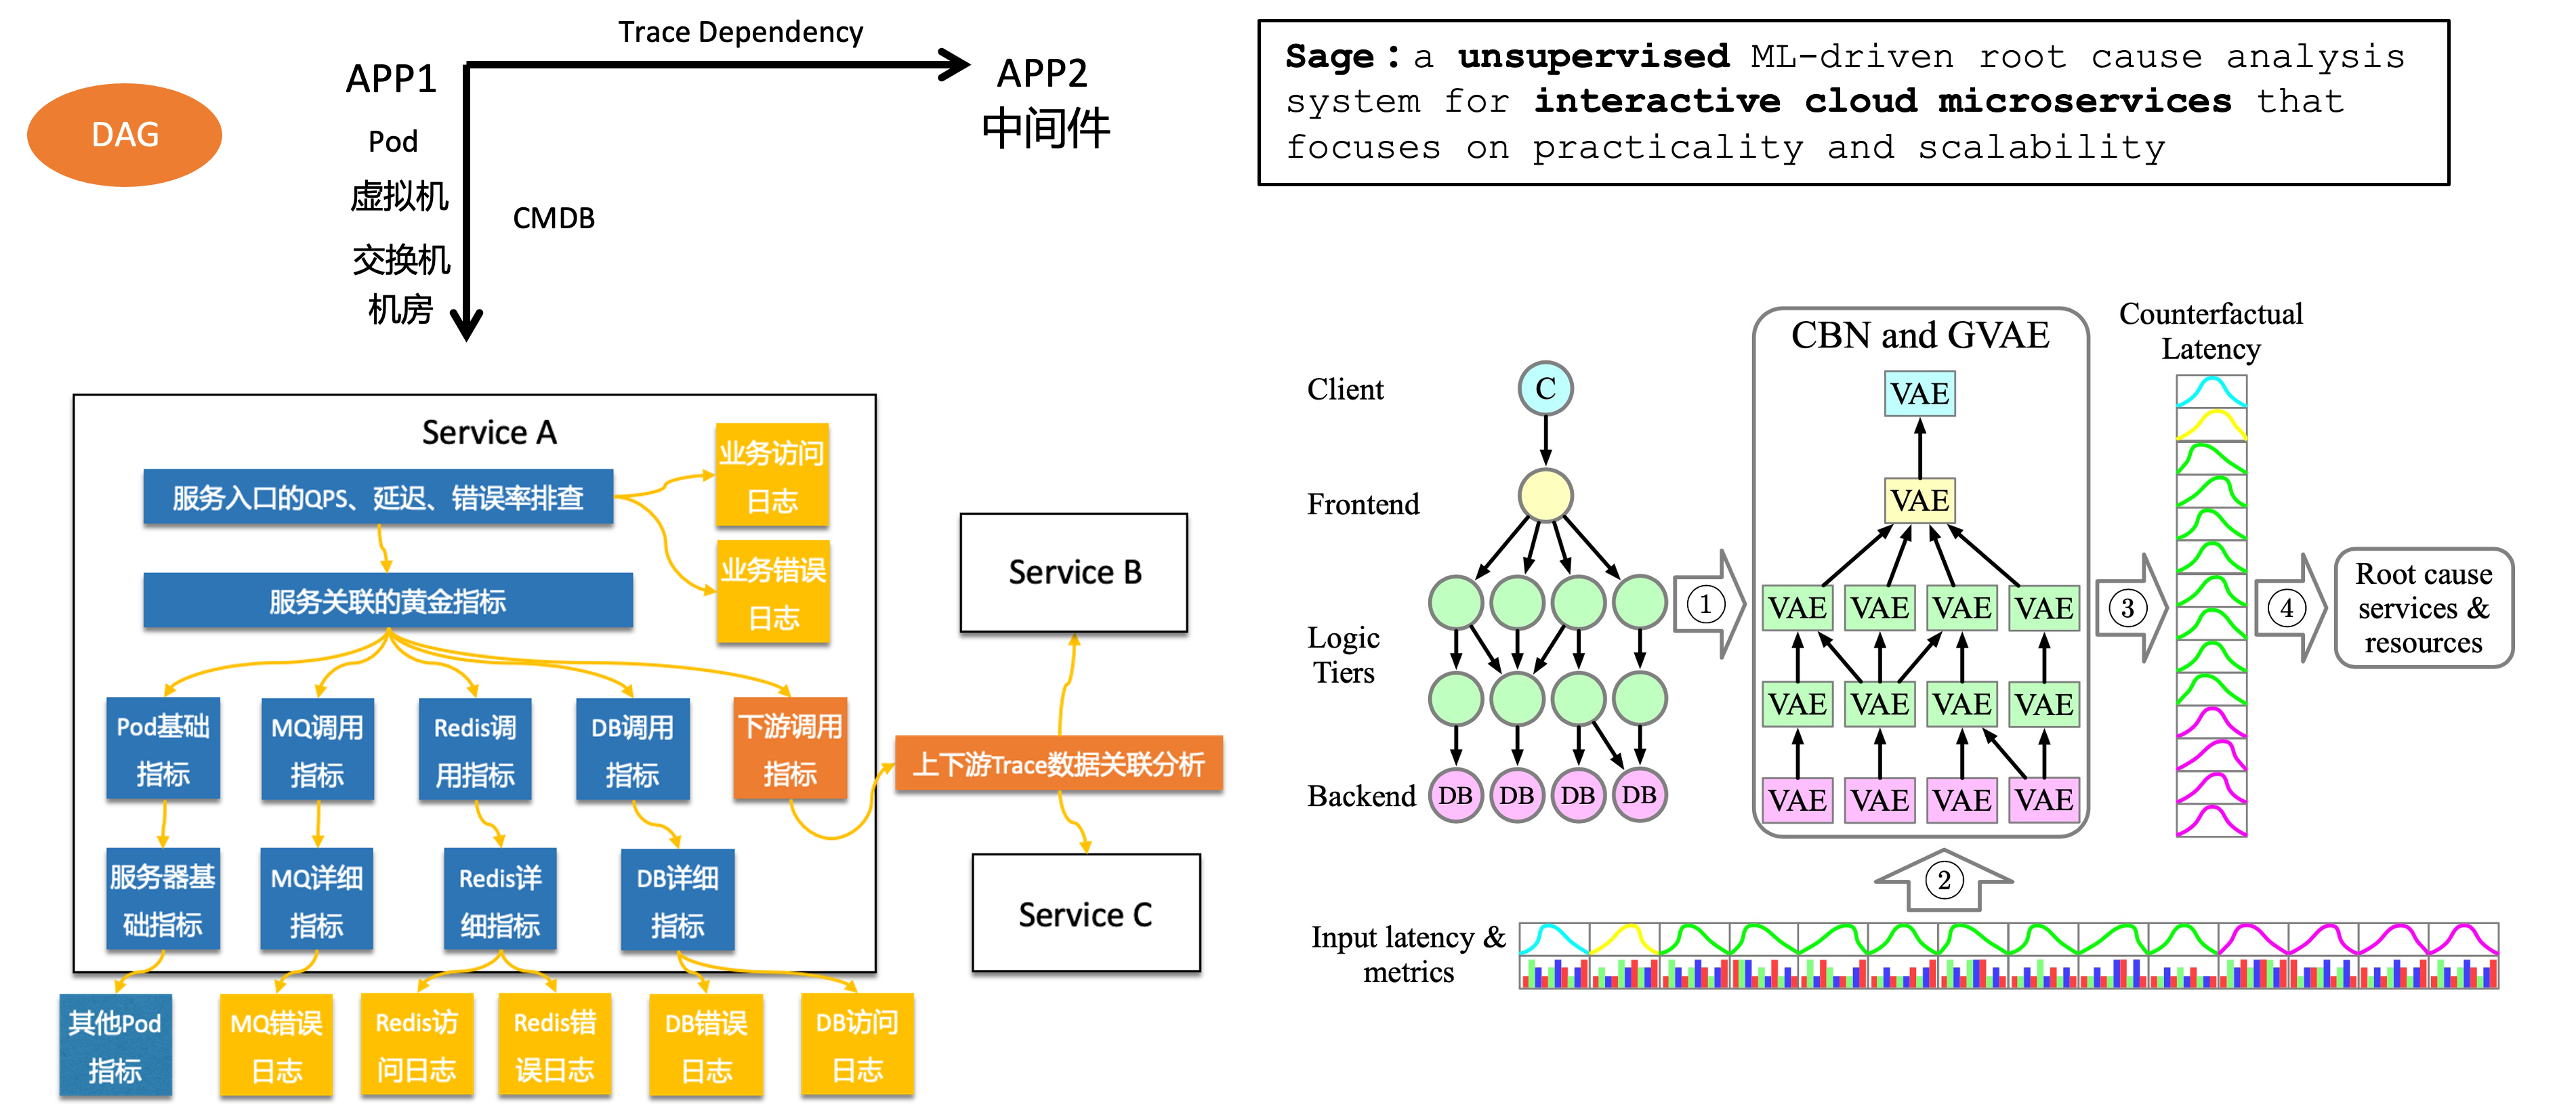 DAG
Trace Dependency
APP1
APP2
中间件
Pod
虚拟机
交换机
机房
CMDB
Service A
服务入口的QPS、延迟、错误率排查
业务访问
日志
业务错误
日志
服务关联的黄金指标
Pod基础
指标
MQ调用
指标
Redis调
用指标
DB调用
指标
下游调用
指标
服务器基
础指标
MQ详细
指标
Redis详
细指标
DB详细
指标
其他Pod
指标
MQ错误
日志
Redis访
问日志
Redis错
误日志
DB错误
日志
DB访问
日志
上下游Trace数据关联分析
Service B
Service C
Sage：a unsupervised ML-driven root cause analysis
system for interactive cloud microservices that
focuses on practicality and scalability
Client
C
Frontend
Logic
Tiers
Backend
DB
DB
DB
DB
①
CBN and GVAE
VAE
VAE
VAE
VAE
VAE
VAE
VAE
VAE
VAE
VAE
VAE
VAE
VAE
VAE
②
Input latency &
metrics
③
Counterfactual
Latency
④
Root cause
services &
resources